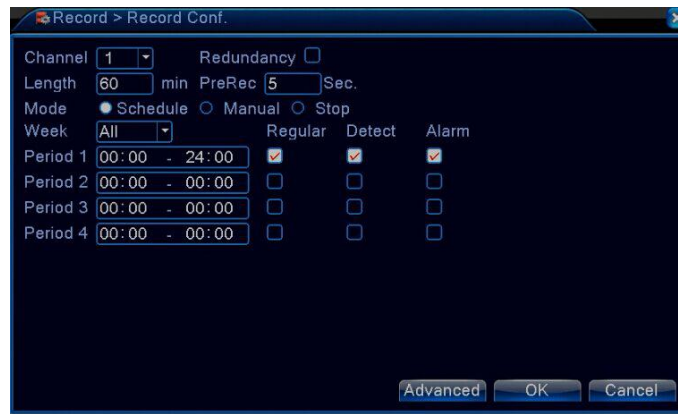 Record > Record Conf.
Channel 1 Redundancy
Length 60 min PreRec 5 Sec.
Mode Schedule Manual Stop
Week All Regular Detect Alarm
Period 1 00:00 - 24:00
Period 2 00:00 - 00:00
Period 3 00:00 - 00:00
Period 4 00:00 - 00:00
Advanced OK Cancel